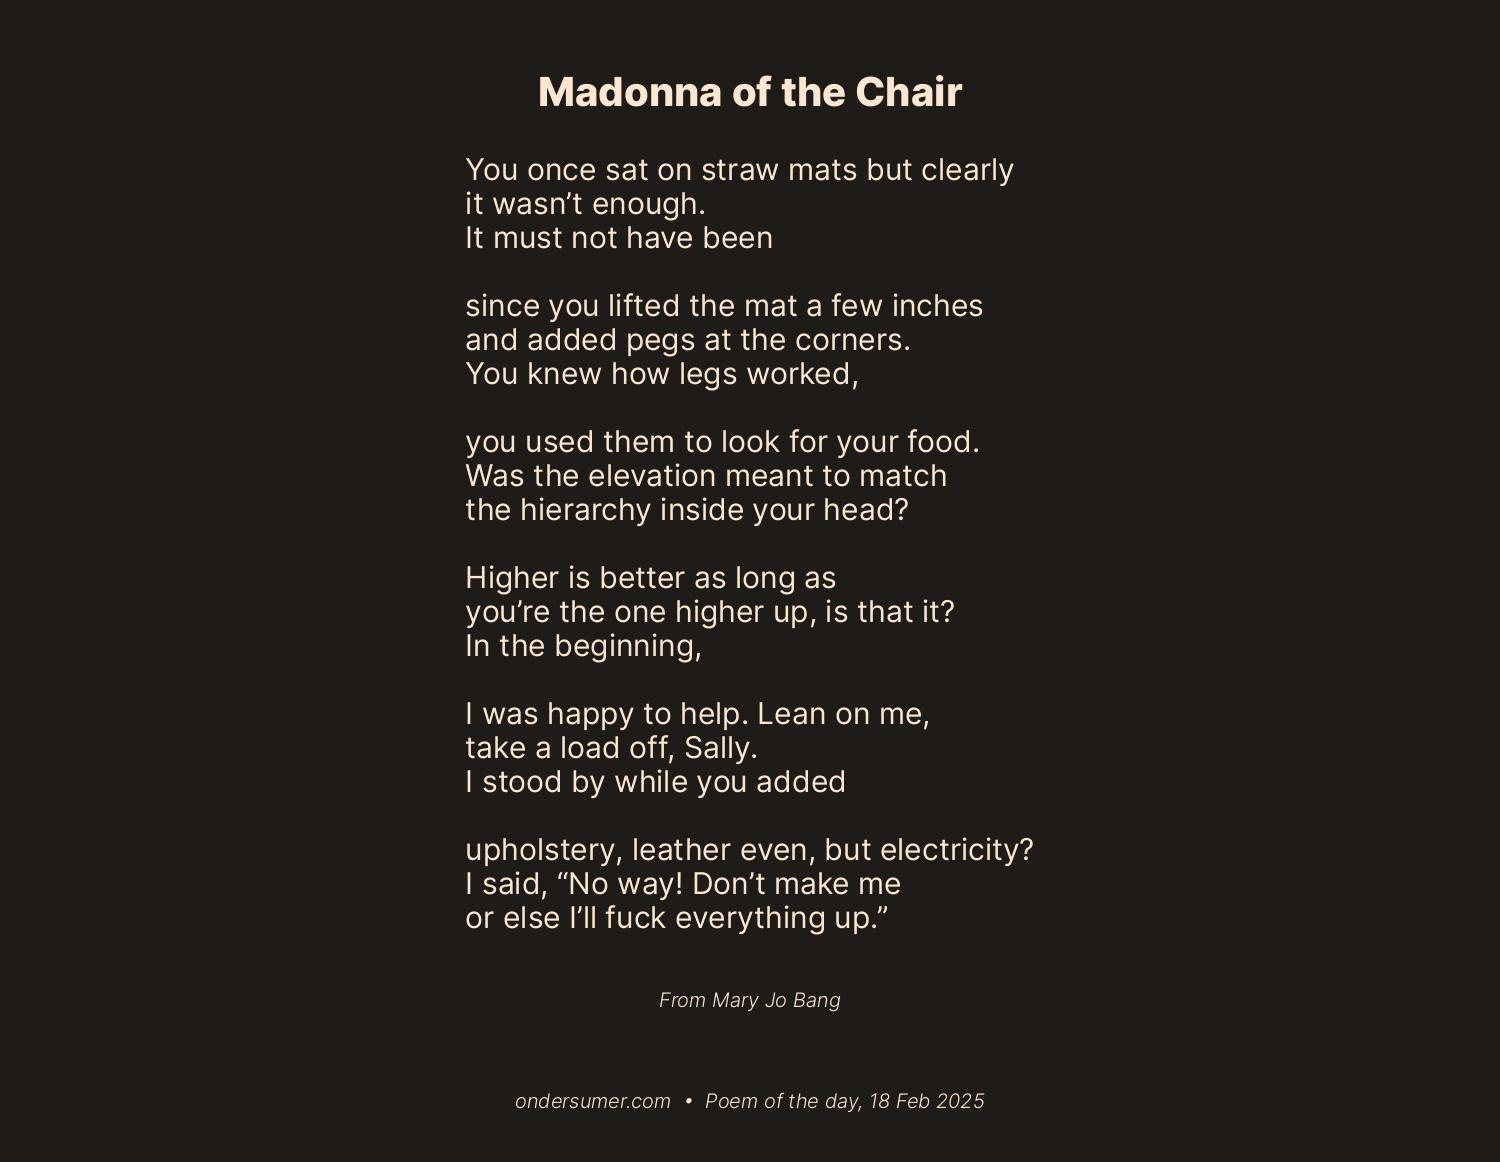 Madonna of the Chair
You once sat on straw mats but clearly
it wasn’t enough.
It must not have been
since you lifted the mat a few inches
and added pegs at the corners.
You knew how legs worked,
you used them to look for your food.
Was the elevation meant to match
the hierarchy inside your head?
Higher is better as long as
you’re the one higher up, is that it?
In the beginning,
I was happy to help. Lean on me,
take a load off, Sally.
I stood by while you added
upholstery, leather even, but electricity?
I said, “No way! Don’t make me
or else I’ll fuck everything up.”
From Mary Jo Bang
ondersumer.com • Poem of the day, 18 Feb 2025